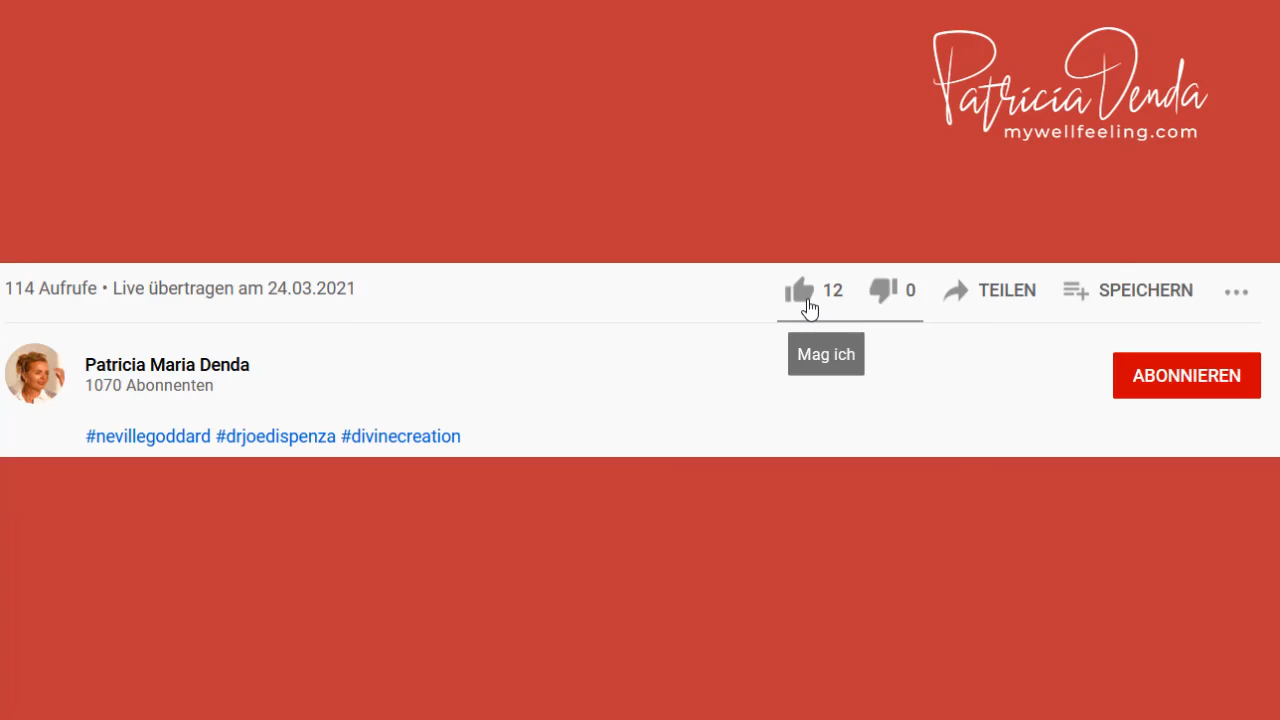 Patricia Denda
mywellfeeling.com
114 Aufrufe • Live übertragen am 24.03.2021
12 0 TEILEN SPEICHERN
Mag ich
Patricia Maria Denda
1070 Abonnenten
ABONNIEREN
#nevillegoddard #drjoedispenza #divinecreation